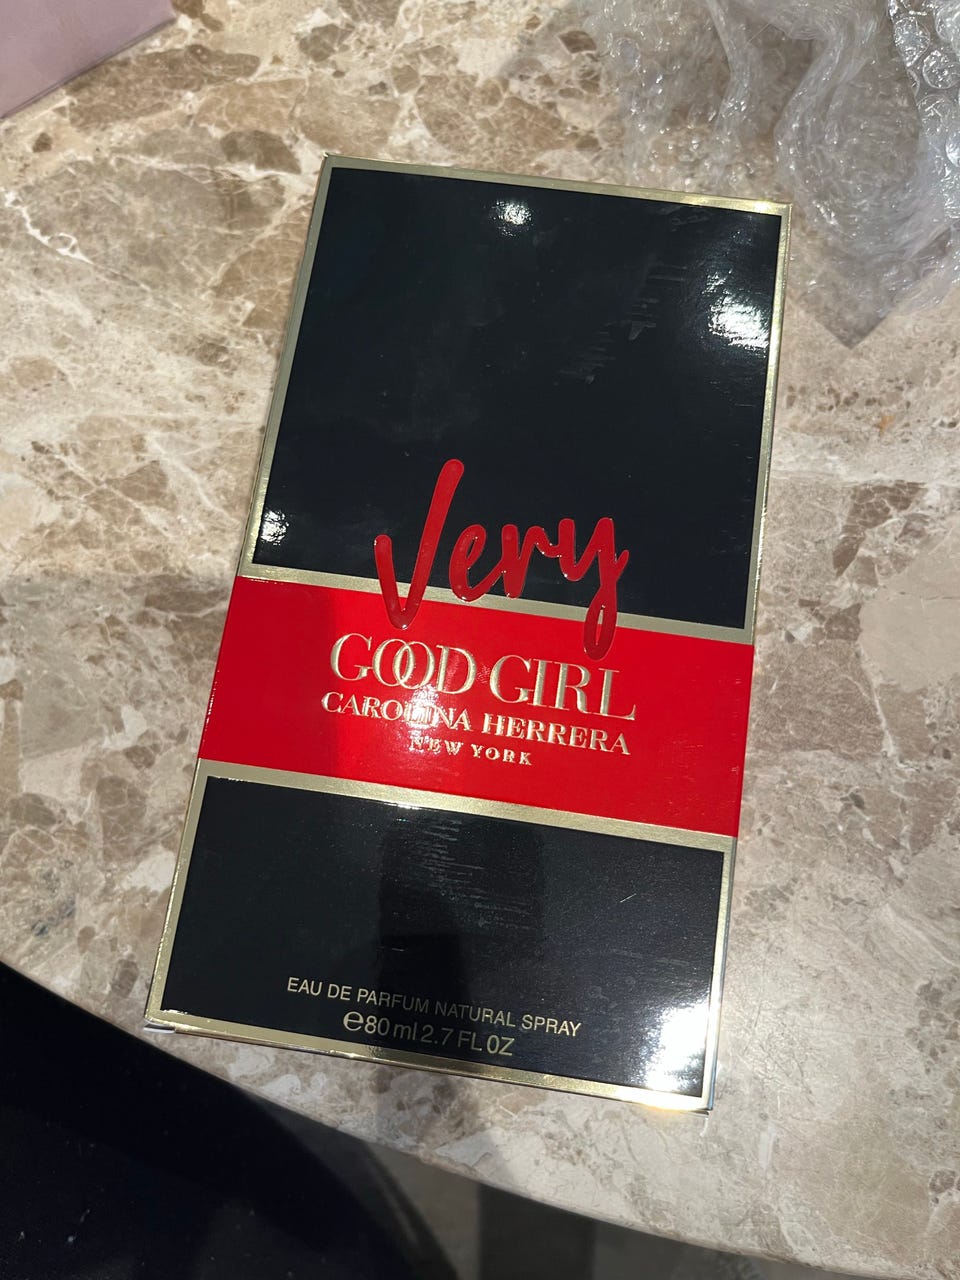 Very
GOOD GIRL
CAROLINA HERRERA
NEW YORK
EAU DE PARFUM NATURAL SPRAY
℮80 ml 2.7 FL OZ